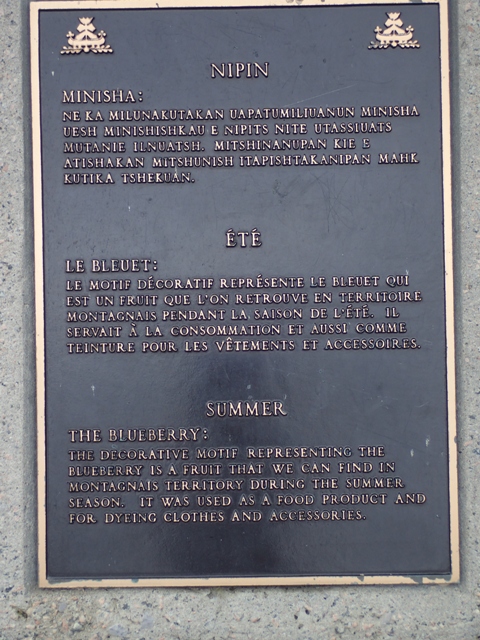 NIPIN
MINISHA:
NE KA MILUNAKUTAKAN UAPATUMILIUANUN MINISHA
UESH MINISHISHKAU E NIPITS NITE UTASSIUATS
MUTANIE ILNUATSH. MITSHINANUPAN KIE E
ATISHAKAN MITSHUNISH ITAPISHTAKANIPAN MAHK
KUTIKA TSHEKUAN.
ÉTÉ
LE BLEUET:
LE MOTIF DÉCORATIF REPRÉSENTE LE BLEUET QUI
EST UN FRUIT QUE L'ON RETROUVE EN TERRITOIRE
MONTAGNAIS PENDANT LA SAISON DE L'ÉTÉ. IL
SERVAIT À LA CONSOMMATION ET AUSSI COMME
TEINTURE POUR LES VÊTEMENTS ET ACCESSOIRES.
SUMMER
THE BLUEBERRY:
THE DECORATIVE MOTIF REPRESENTING THE
BLUEBERRY IS A FRUIT THAT WE CAN FIND IN
MONTAGNAIS TERRITORY DURING THE SUMMER
SEASON. IT WAS USED AS A FOOD PRODUCT AND
FOR DYEING CLOTHES AND ACCESSORIES.